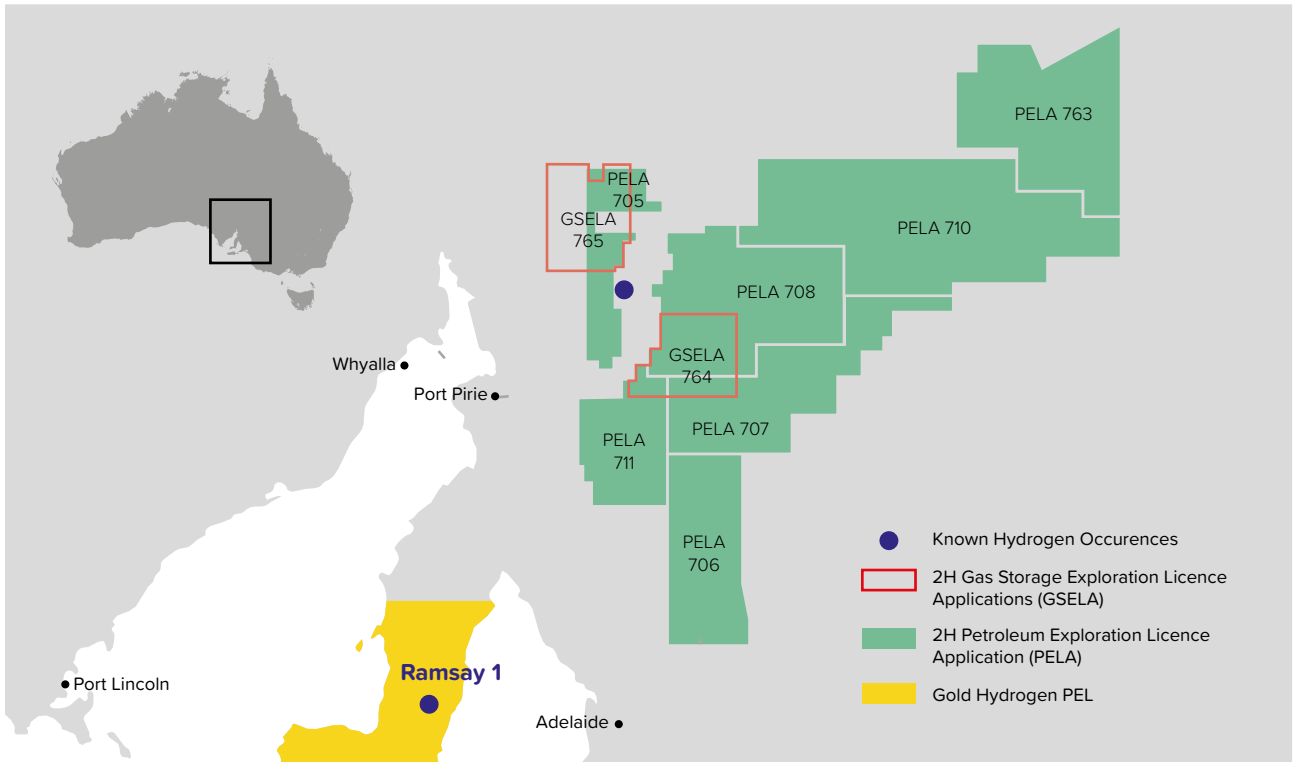 PELA 763
PELA
705
GSELA
765
PELA 710
PELA 708
GSELA
764
Whyalla
Port Pirie
PELA 707
PELA
711
PELA
706
Known Hydrogen Occurences
2H Gas Storage Exploration Licence
Applications (GSELA)
2H Petroleum Exploration Licence
Application (PELA)
Gold Hydrogen PEL
Ramsay 1
Port Lincoln
Adelaide